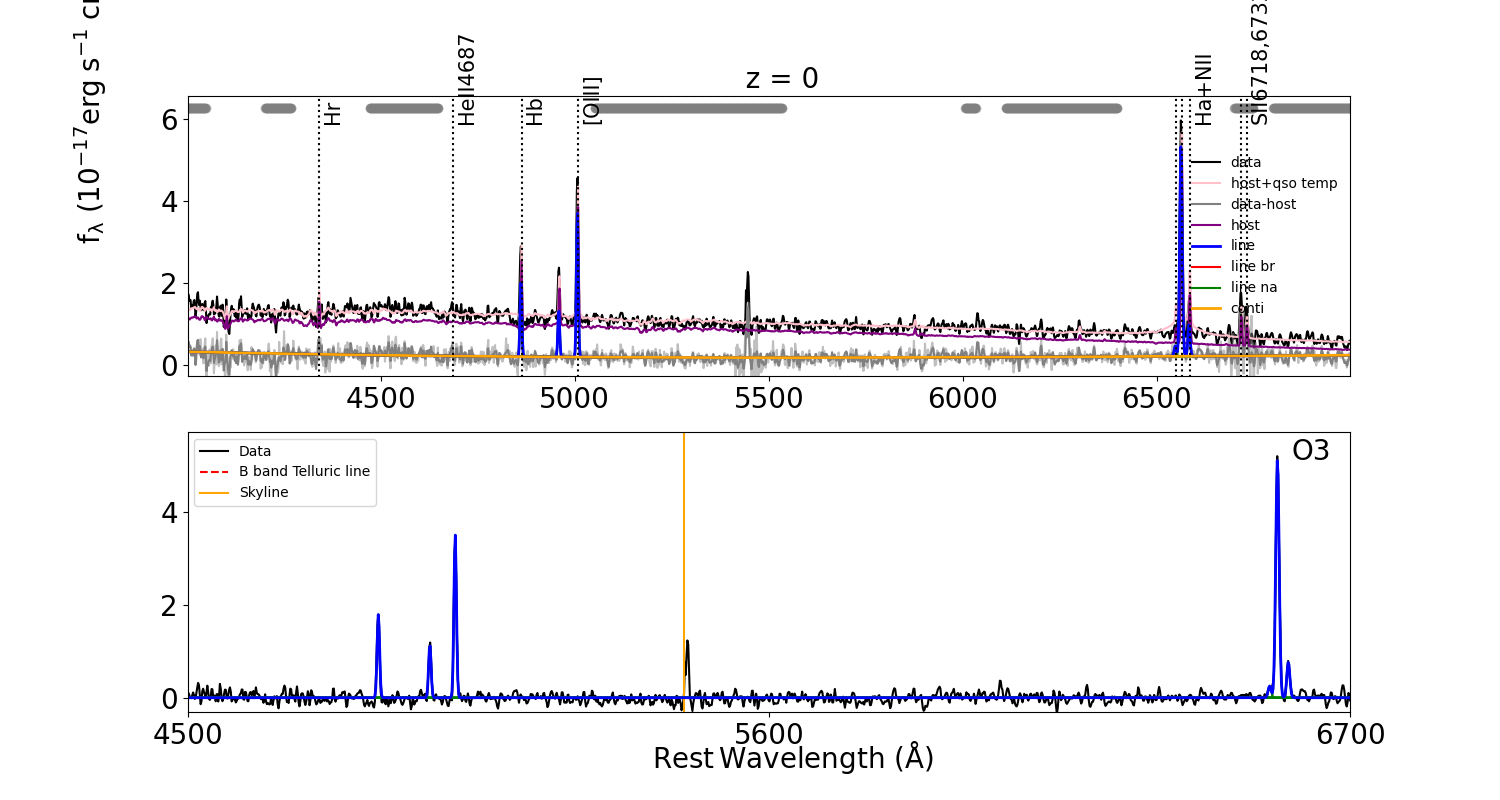 z = 0
f_λ (10^−17 erg s^−1
Hr
HeII4687
Hb
[OIII]
Ha+NII
SII6718,673
6
4
2
0
data
host+qso temp
data-host
host
line
line br
line na
conti
4500
5000
5500
6000
6500
O3
Data
B band Telluric line
Skyline
4
2
0
4500
5600
6700
Rest Wavelength (Å)